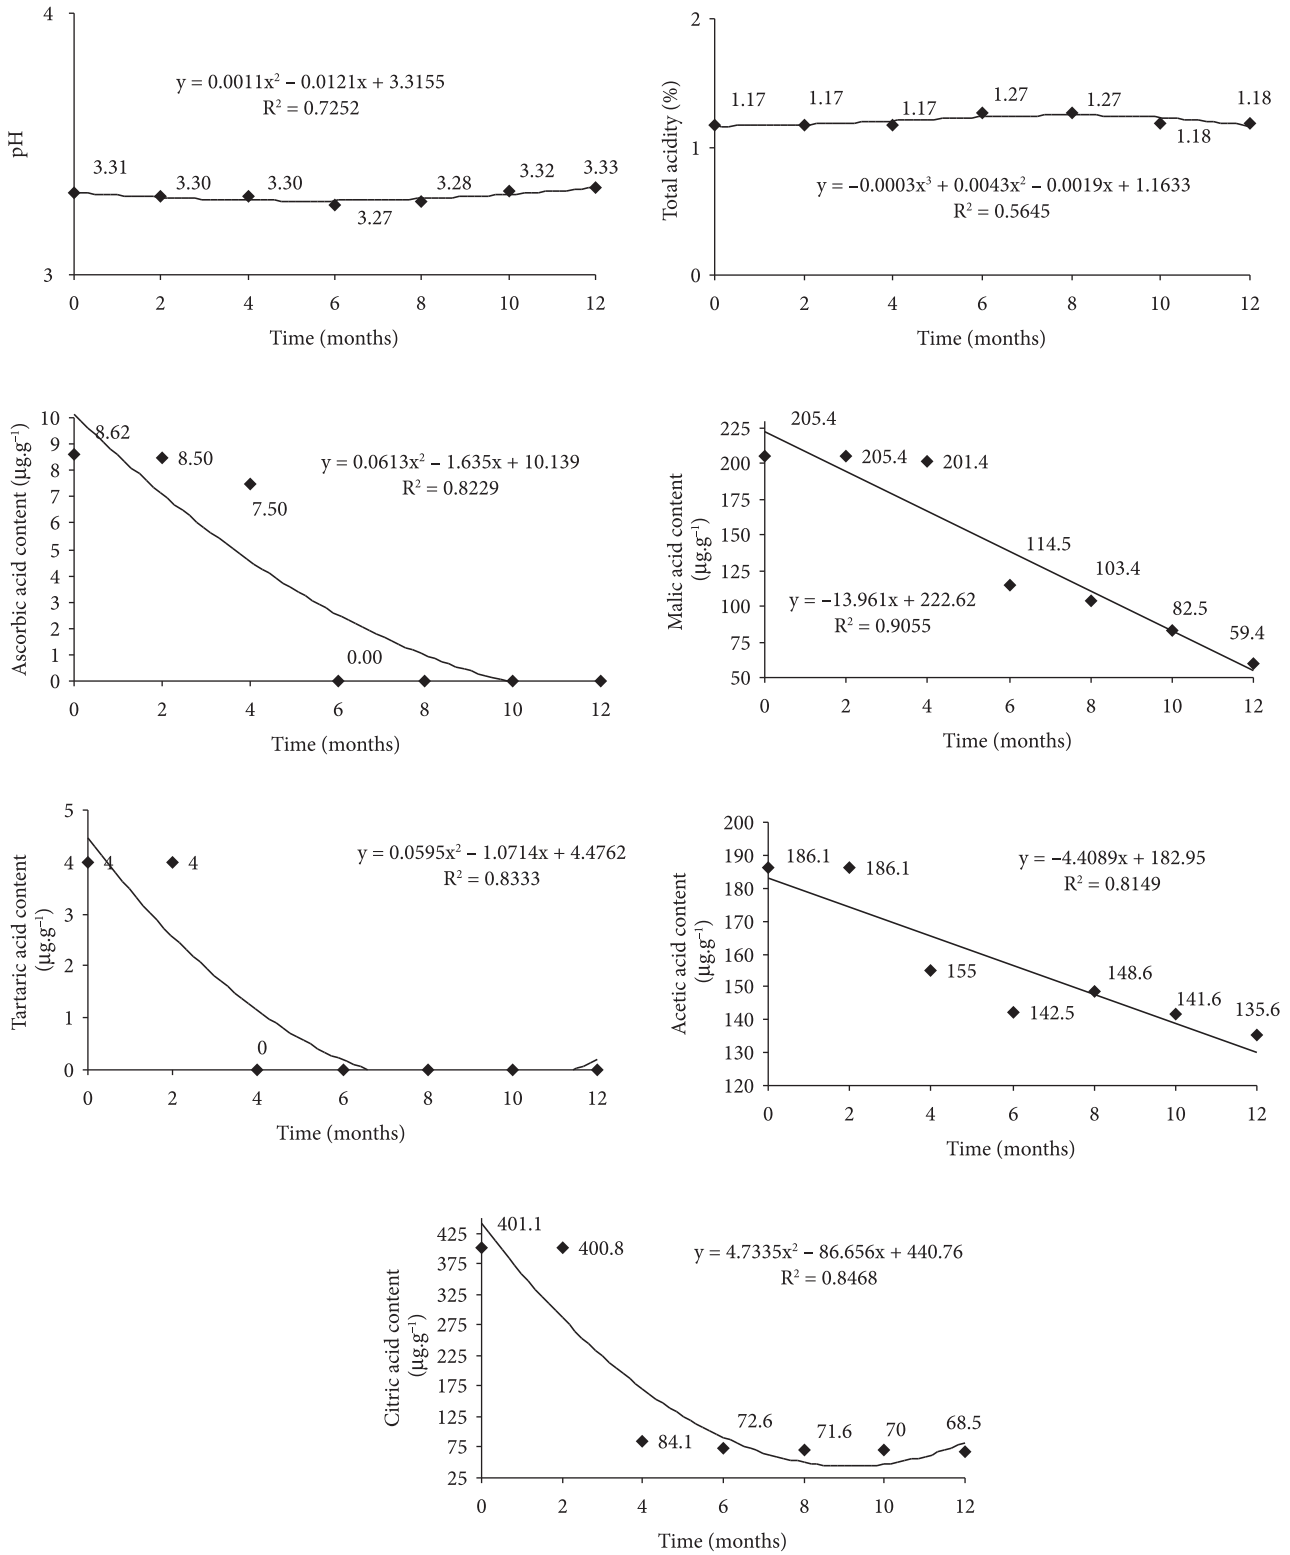 4
3
pH
y = 0.0011x² – 0.0121x + 3.3155
R² = 0.7252
3.31
3.30
3.30
3.27
3.28
3.32
3.33
0 2 4 6 8 10 12
Time (months)
2
1
0
Total acidity (%)
1.17
1.17
1.17
1.27
1.27
1.18
1.18
y = –0.0003x³ + 0.0043x² – 0.0019x + 1.1633
R² = 0.5645
0 2 4 6 8 10 12
Time (months)
10
9
8
7
6
5
4
3
2
1
0
Ascorbic acid content (µg.g⁻¹)
8.62
8.50
7.50
0.00
y = 0.0613x² – 1.635x + 10.139
R² = 0.8229
0 2 4 6 8 10 12
Time (months)
225
200
175
150
125
100
75
50
Malic acid content
(µg.g⁻¹)
205.4
205.4
201.4
114.5
103.4
82.5
59.4
y = –13.961x + 222.62
R² = 0.9055
0 2 4 6 8 10 12
Time (months)
5
4
3
2
1
0
Tartaric acid content
(µg.g⁻¹)
4
4
0
y = 0.0595x² – 1.0714x + 4.4762
R² = 0.8333
0 2 4 6 8 10 12
Time (months)
200
190
180
170
160
150
140
130
120
Acetic acid content
(µg.g⁻¹)
186.1
186.1
155
142.5
148.6
141.6
135.6
y = –4.4089x + 182.95
R² = 0.8149
0 2 4 6 8 10 12
Time (months)
425
375
325
275
225
175
125
75
25
Citric acid content
(µg.g⁻¹)
401.1
400.8
84.1
72.6
71.6
70
68.5
y = 4.7335x² – 86.656x + 440.76
R² = 0.8468
0 2 4 6 8 10 12
Time (months)